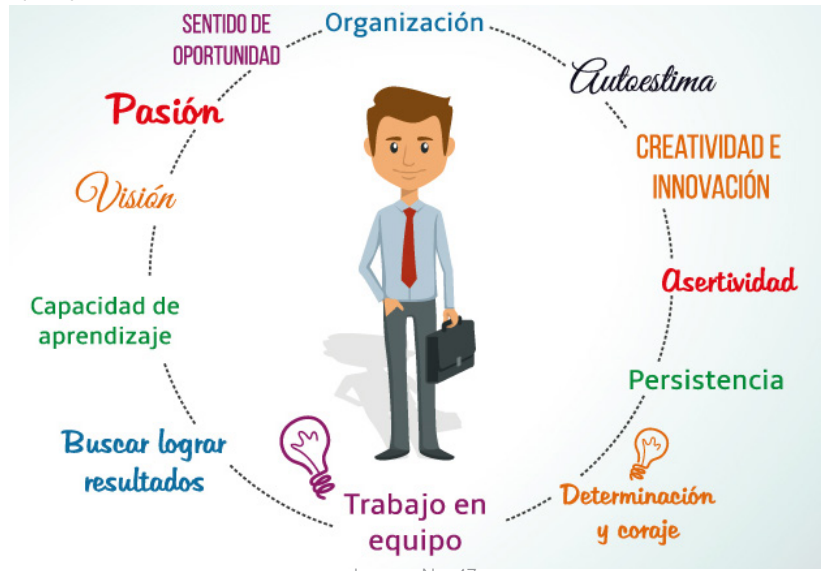 SENTIDO DE
OPORTUNIDAD
Organización
Autoestima
CREATIVIDAD E
INNOVACIÓN
Asertividad
Persistencia
Determinación
y coraje
Trabajo en
equipo
Buscar lograr
resultados
Capacidad de
aprendizaje
Visión
Pasión